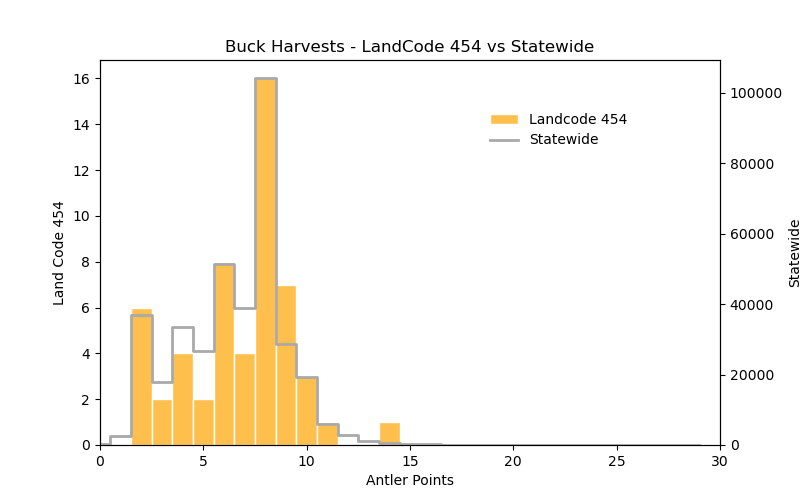 Buck Harvests - LandCode 454 vs Statewide
16
14
12
10
8
6
4
2
0
Land Code 454
Landcode 454
Statewide
100000
80000
60000
40000
20000
0
Statewide
0 5 10 15 20 25 30
Antler Points